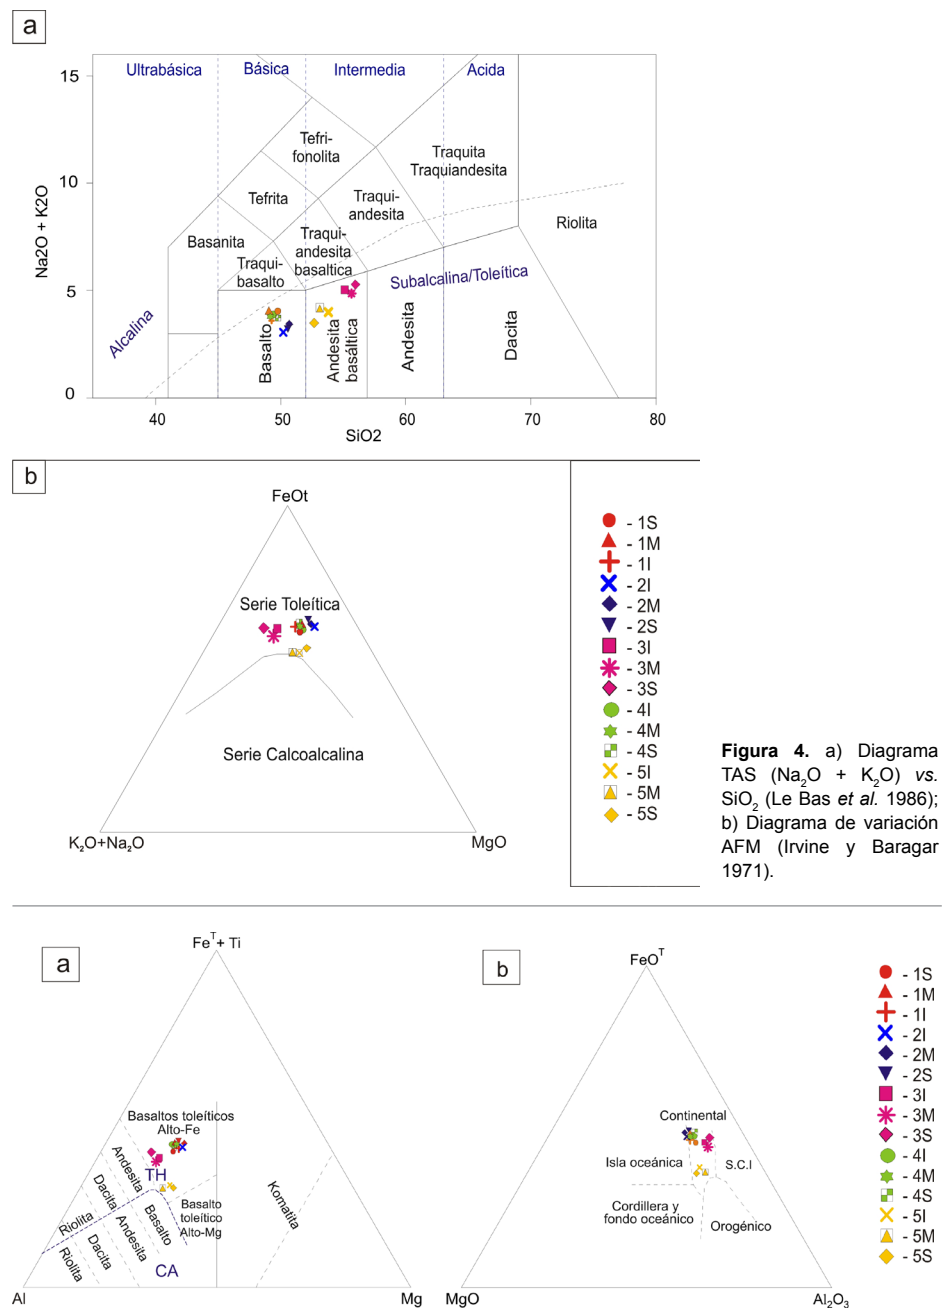 a
15
10
5
0
Na2O + K2O
Ultrabásica
Básica
Intermedia
Acida
Tefri-
fonolita
Traquita
Traquiandesita
Tefrita
Traqui-
andesita
Riolita
Basanita
Traqui-
andesita
basaltica
Traqui-
basalto
Subalcalina/Toleítica
Alcalina
Basalto
Andesita
basáltica
Andesita
Dacita
40
50
60
70
80
SiO2
b
FeOt
Serie Toleítica
Serie Calcoalcalina
K₂O+Na₂O
MgO
- 1S
- 1M
- 1I
- 2I
- 2M
- 2S
- 3I
- 3M
- 3S
- 4I
- 4M
- 4S
- 5I
- 5M
- 5S
Figura 4. a) Diagrama
TAS (Na₂O + K₂O) vs.
SiO₂ (Le Bas et al. 1986);
b) Diagrama de variación
AFM (Irvine y Baragar
1971).
a
Feᵀ + Ti
Basaltos toleíticos
Alto-Fe
Andesita
TH
Dacita
Riolita
Basalto
Andesita
Dacita
Riolita
Basalto
toleítico
Alto-Mg
Komatita
CA
Al
Mg
b
FeOᵀ
Continental
Isla oceánica
S.C.I
Cordillera y
fondo oceánico
Orogénico
MgO
Al₂O₃
- 1S
- 1M
- 1I
- 2I
- 2M
- 2S
- 3I
- 3M
- 3S
- 4I
- 4M
- 4S
- 5I
- 5M
- 5S